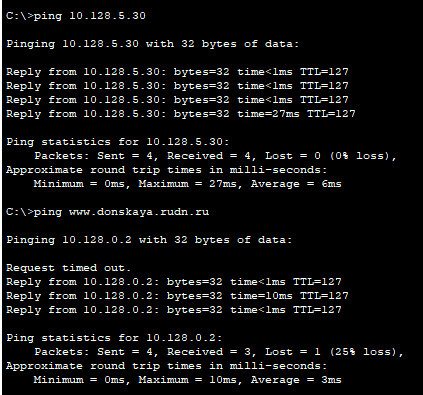 C:\>ping 10.128.5.30
Pinging 10.128.5.30 with 32 bytes of data:
Reply from 10.128.5.30: bytes=32 time<1ms TTL=127
Reply from 10.128.5.30: bytes=32 time<1ms TTL=127
Reply from 10.128.5.30: bytes=32 time<1ms TTL=127
Reply from 10.128.5.30: bytes=32 time=27ms TTL=127
Ping statistics for 10.128.5.30:
    Packets: Sent = 4, Received = 4, Lost = 0 (0% loss),
Approximate round trip times in milli-seconds:
    Minimum = 0ms, Maximum = 27ms, Average = 6ms
C:\>ping www.donskaya.rudn.ru
Pinging 10.128.0.2 with 32 bytes of data:
Request timed out.
Reply from 10.128.0.2: bytes=32 time<1ms TTL=127
Reply from 10.128.0.2: bytes=32 time=10ms TTL=127
Reply from 10.128.0.2: bytes=32 time<1ms TTL=127
Ping statistics for 10.128.0.2:
    Packets: Sent = 4, Received = 3, Lost = 1 (25% loss),
Approximate round trip times in milli-seconds:
    Minimum = 0ms, Maximum = 10ms, Average = 3ms